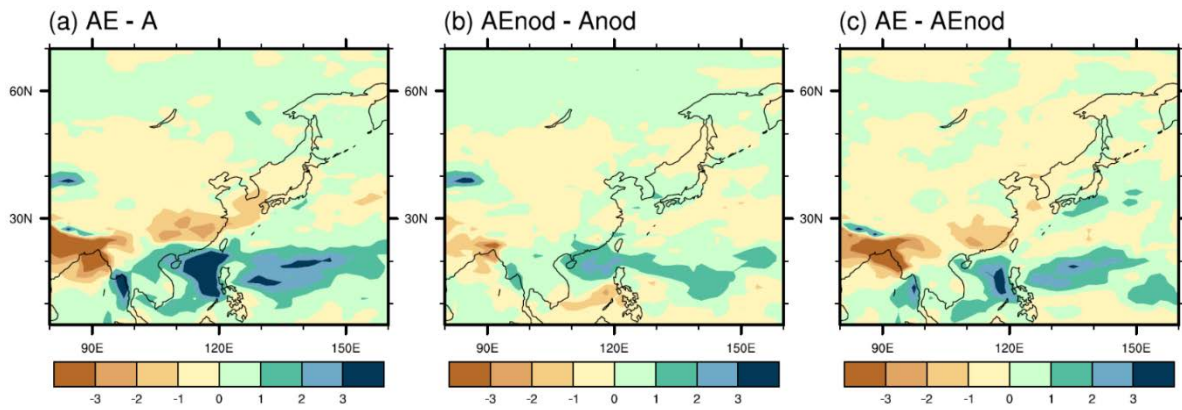 (a) AE - A
(b) AEnod - Anod
(c) AE - AEnod
60N
30N
90E 120E 150E
-3 -2 -1 0 1 2 3
60N
30N
90E 120E 150E
-3 -2 -1 0 1 2 3
60N
30N
90E 120E 150E
-3 -2 -1 0 1 2 3